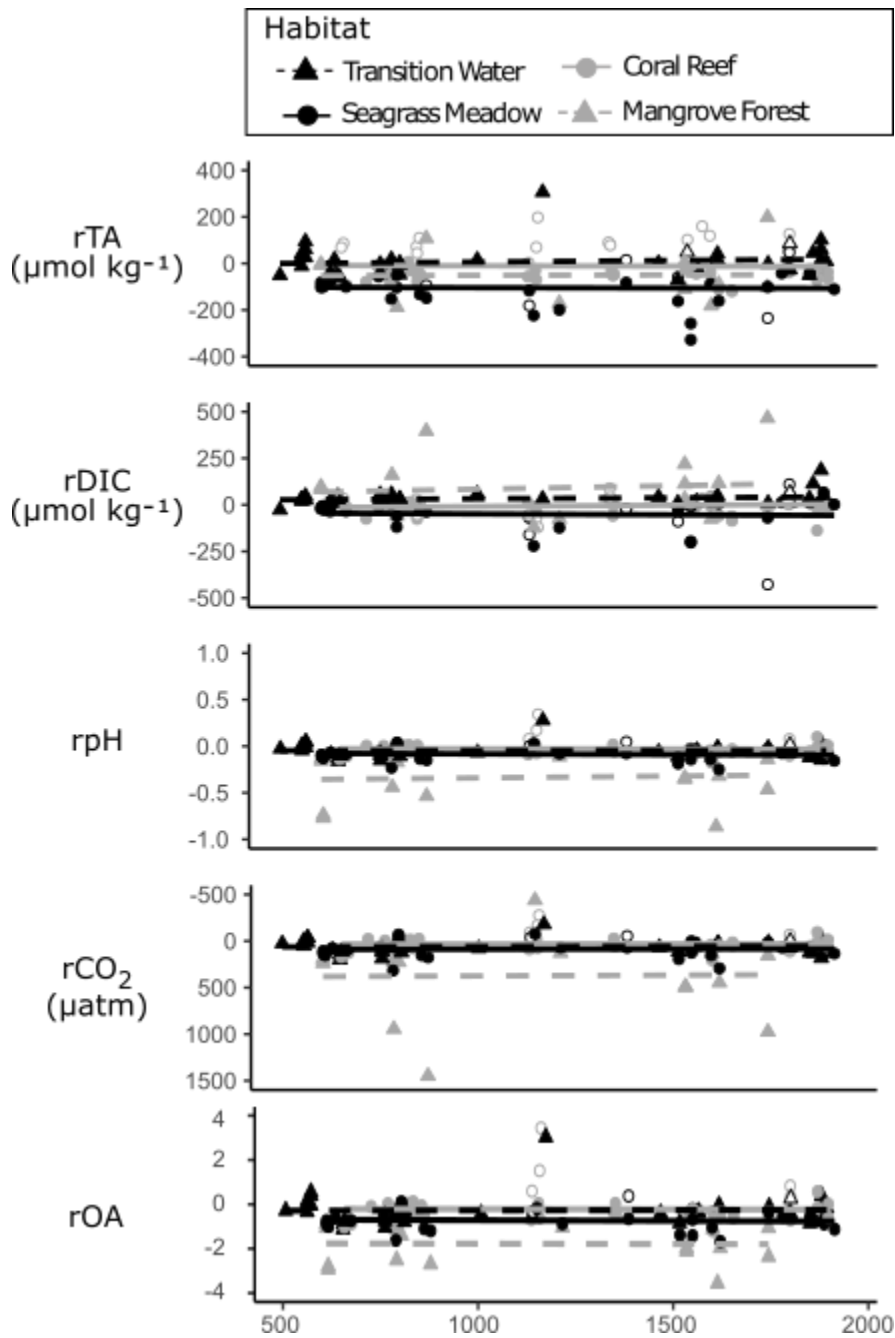 Habitat
Transition Water Coral Reef
Seagrass Meadow Mangrove Forest
400
200
0
-200
-400
rTA
(µmol kg⁻¹)
500
250
0
-250
-500
rDIC
(µmol kg⁻¹)
1.0
0.5
0.0
-0.5
-1.0
rpH
-500
0
500
1000
1500
rCO₂
(µatm)
4
2
0
-2
-4
rOA
500 1000 1500 2000